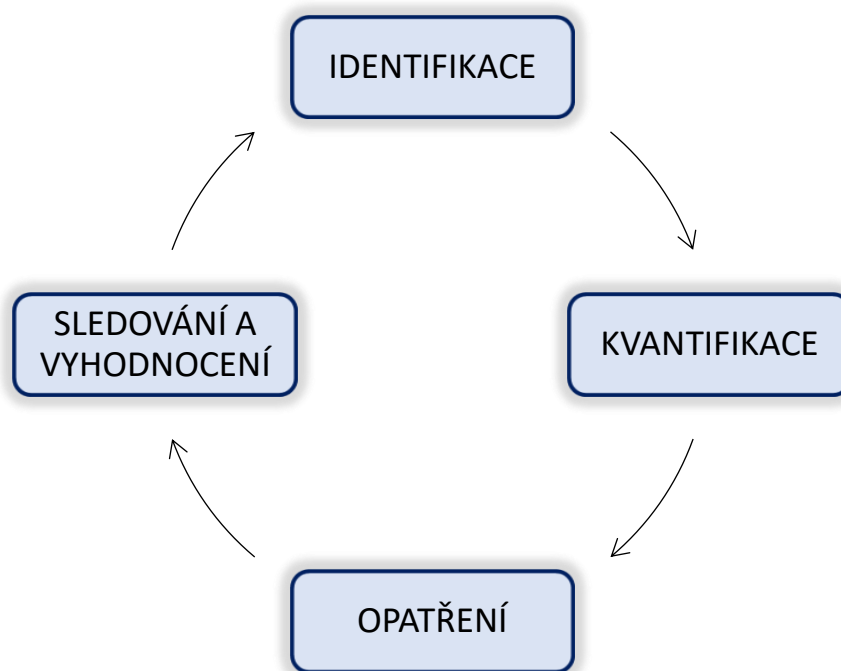 IDENTIFIKACE
KVANTIFIKACE
OPATŘENÍ
SLEDOVÁNÍ A
VYHODNOCENÍ